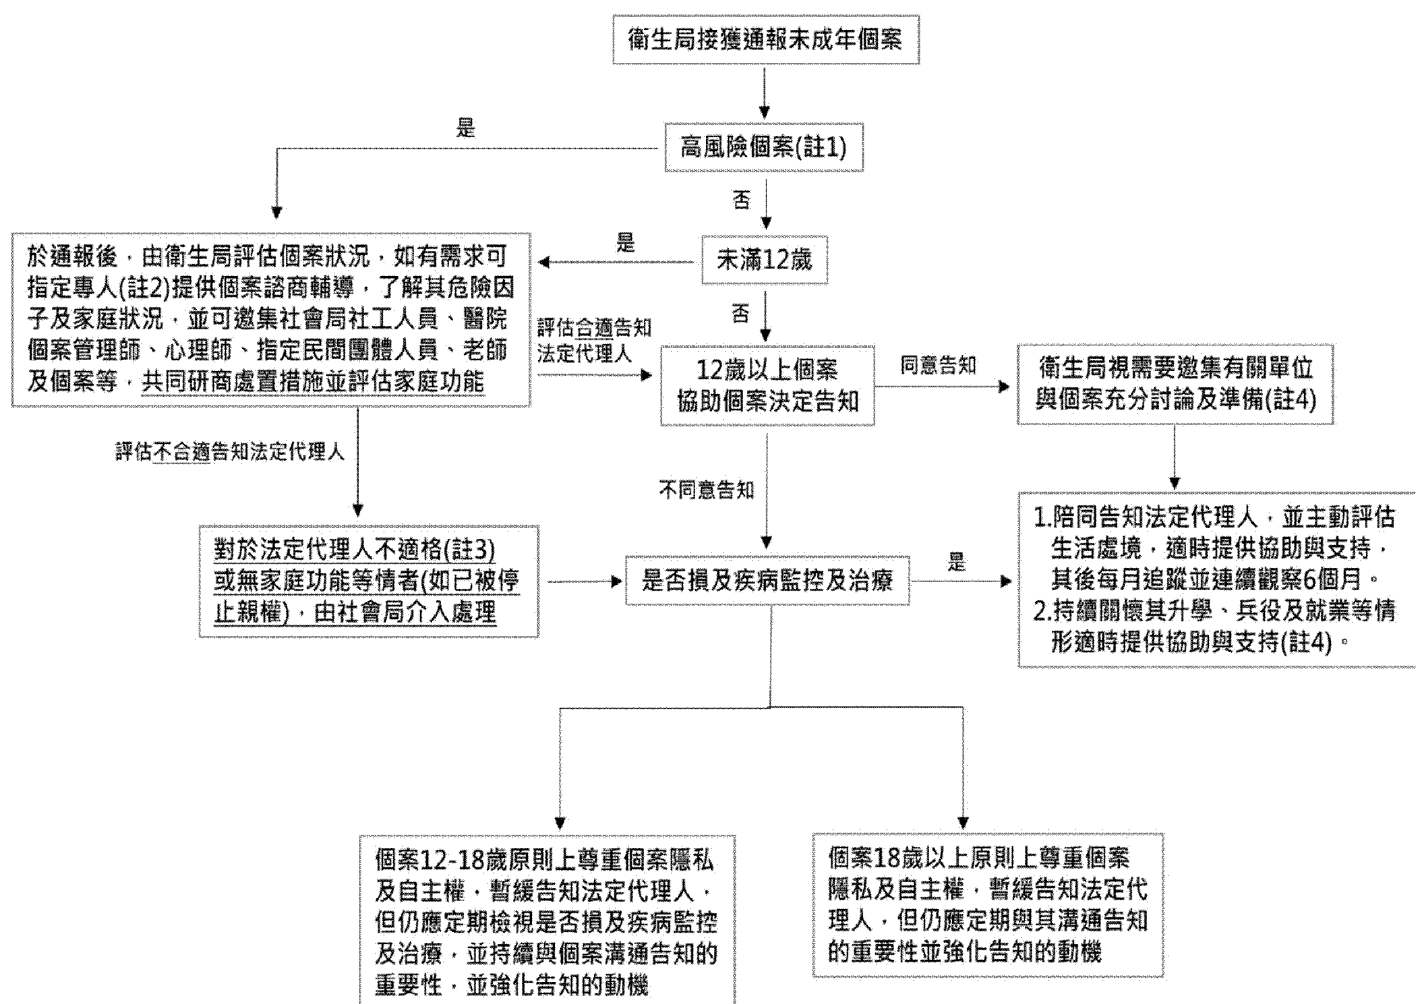 衛生局接獲通報未成年個案
是
高風險個案(註1)
否
於通報後，由衛生局評估個案狀況，如有需求可
指定專人(註2)提供個案諮商輔導，了解其危險因
子及家庭狀況，並可邀集社會局社工人員、醫院
個案管理師、心理師、指定民間團體人員、老師
及個案等，共同研商處置措施並評估家庭功能
是
未滿12歲
否
評估合適告知
法定代理人
12歲以上個案
協助個案決定告知
同意告知
衛生局視需要邀集有關單位
與個案充分討論及準備(註4)
評估不合適告知法定代理人
不同意告知
對於法定代理人不適格(註3)
或無家庭功能等情者(如已被停
止親權)，由社會局介入處理
是否損及疾病監控及治療
是
1.陪同告知法定代理人，並主動評估
生活處境，適時提供協助與支持，
其後每月追蹤並連續觀察6個月。
2.持續關懷其升學、兵役及就業等情
形適時提供協助與支持(註4)。
個案12-18歲原則上尊重個案隱私
及自主權，暫緩告知法定代理人，
但仍應定期檢視是否損及疾病監控
及治療，並持續與個案溝通告知的
重要性，並強化告知的動機
個案18歲以上原則上尊重個案
隱私及自主權，暫緩告知法定代
理人，但仍應定期與其溝通告知
的重要性並強化告知的動機